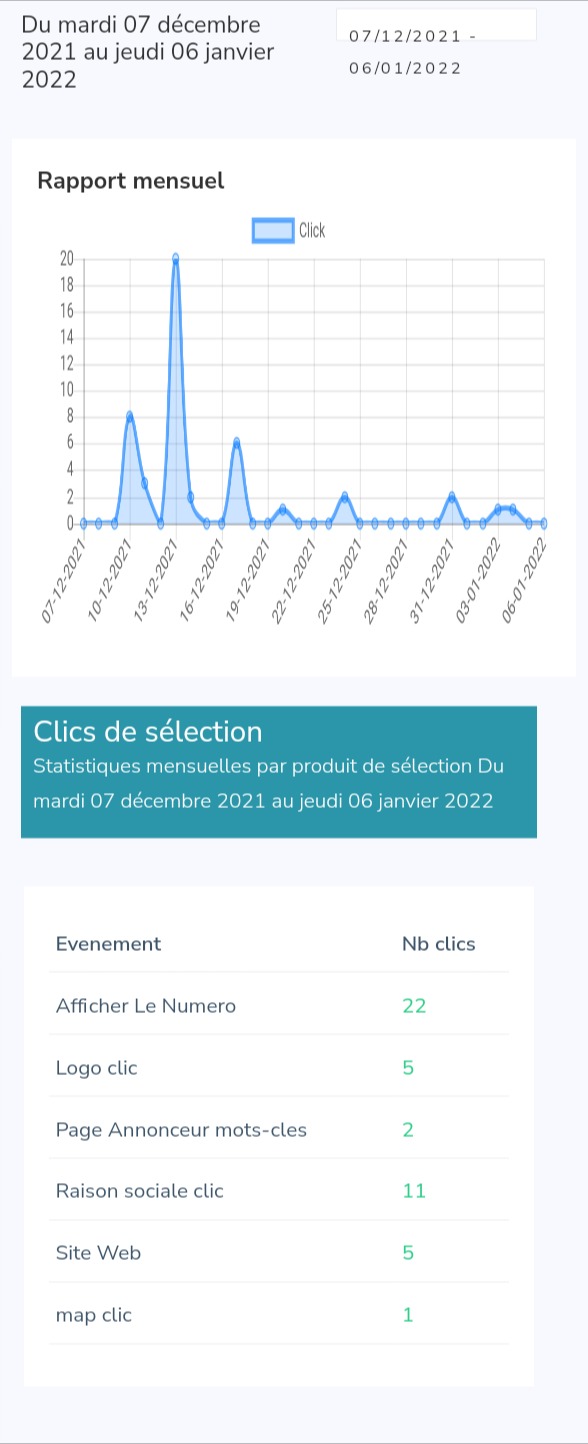 Du mardi 07 décembre
2021 au jeudi 06 janvier
2022
07/12/2021 -
06/01/2022
Rapport mensuel
Click
20
18
16
14
12
10
8
6
4
2
0
07-12-2021
10-12-2021
13-12-2021
16-12-2021
19-12-2021
22-12-2021
25-12-2021
28-12-2021
31-12-2021
03-01-2022
06-01-2022
Clics de sélection
Statistiques mensuelles par produit de sélection Du
mardi 07 décembre 2021 au jeudi 06 janvier 2022
Evenement Nb clics
Afficher Le Numero 22
Logo clic 5
Page Annonceur mots-cles 2
Raison sociale clic 11
Site Web 5
map clic 1